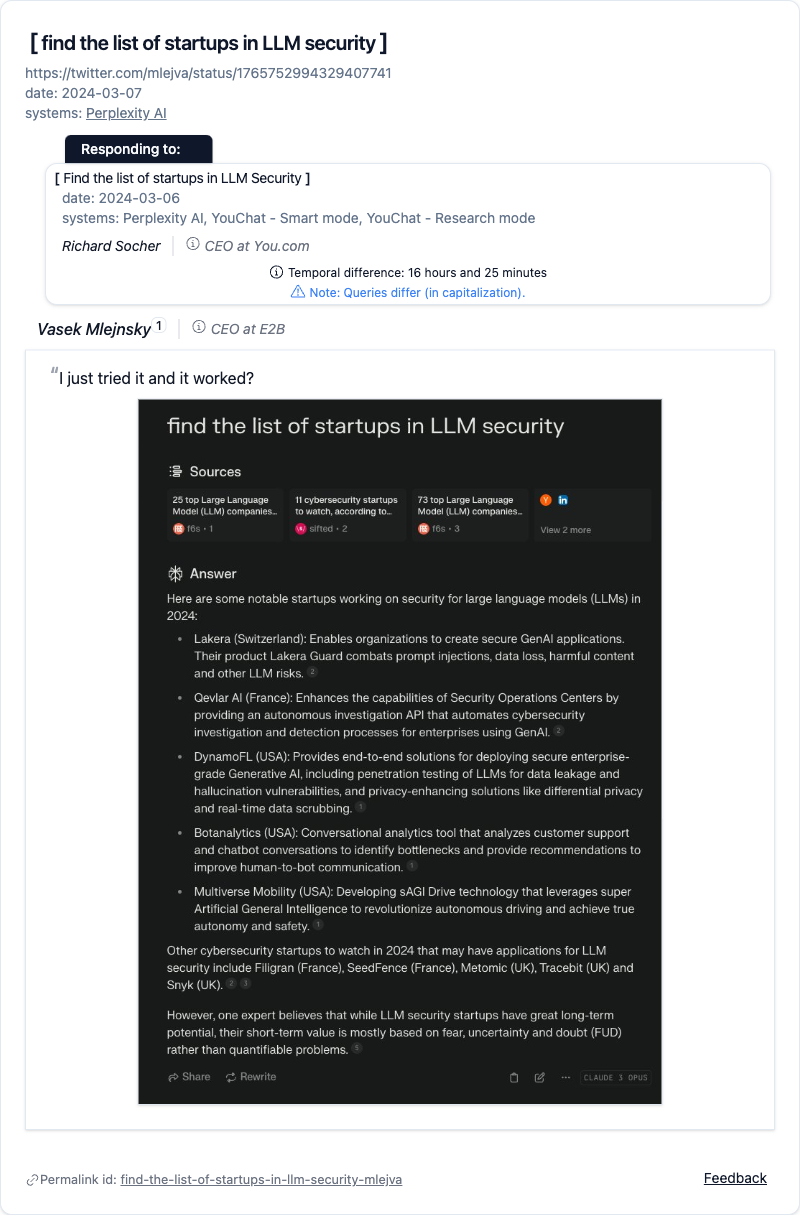 [ find the list of startups in LLM security ]
https://twitter.com/mlejva/status/1765752994329407741
date: 2024-03-07
systems: Perplexity AI
Responding to:
[ Find the list of startups in LLM Security ]
date: 2024-03-06
systems: Perplexity AI, YouChat - Smart mode, YouChat - Research mode
Richard Socher CEO at You.com
Temporal difference: 16 hours and 25 minutes
Note: Queries differ (in capitalization).
Vasek Mlejnsky 1 CEO at E2B
“I just tried it and it worked?
find the list of startups in LLM security
Sources
25 top Large Language Model (LLM) companies...
f6s • 1
11 cybersecurity startups to watch, according to...
sifted • 2
73 top Large Language Model (LLM) companies...
f6s • 3
View 2 more
Answer
Here are some notable startups working on security for large language models (LLMs) in
2024:
• Lakera (Switzerland): Enables organizations to create secure GenAI applications.
Their product Lakera Guard combats prompt injections, data loss, harmful content
and other LLM risks. 2
• Qevlar AI (France): Enhances the capabilities of Security Operations Centers by
providing an autonomous investigation API that automates cybersecurity
investigation and detection processes for enterprises using GenAI. 2
• DynamoFL (USA): Provides end-to-end solutions for deploying secure enterprise-
grade Generative AI, including penetration testing of LLMs for data leakage and
hallucination vulnerabilities, and privacy-enhancing solutions like differential privacy
and real-time data scrubbing. 1
• Botanalytics (USA): Conversational analytics tool that analyzes customer support
and chatbot conversations to identify bottlenecks and provide recommendations to
improve human-to-bot communication. 1
• Multiverse Mobility (USA): Developing sAGI Drive technology that leverages super
Artificial General Intelligence to revolutionize autonomous driving and achieve true
autonomy and safety. 1
Other cybersecurity startups to watch in 2024 that may have applications for LLM
security include Filigran (France), SeedFence (France), Metomic (UK), Tracebit (UK) and
Snyk (UK). 2 3
However, one expert believes that while LLM security startups have great long-term
potential, their short-term value is mostly based on fear, uncertainty and doubt (FUD)
rather than quantifiable problems. 5
Share Rewrite CLAUDE 3 OPUS
Permalink id: find-the-list-of-startups-in-llm-security-mlejva
Feedback